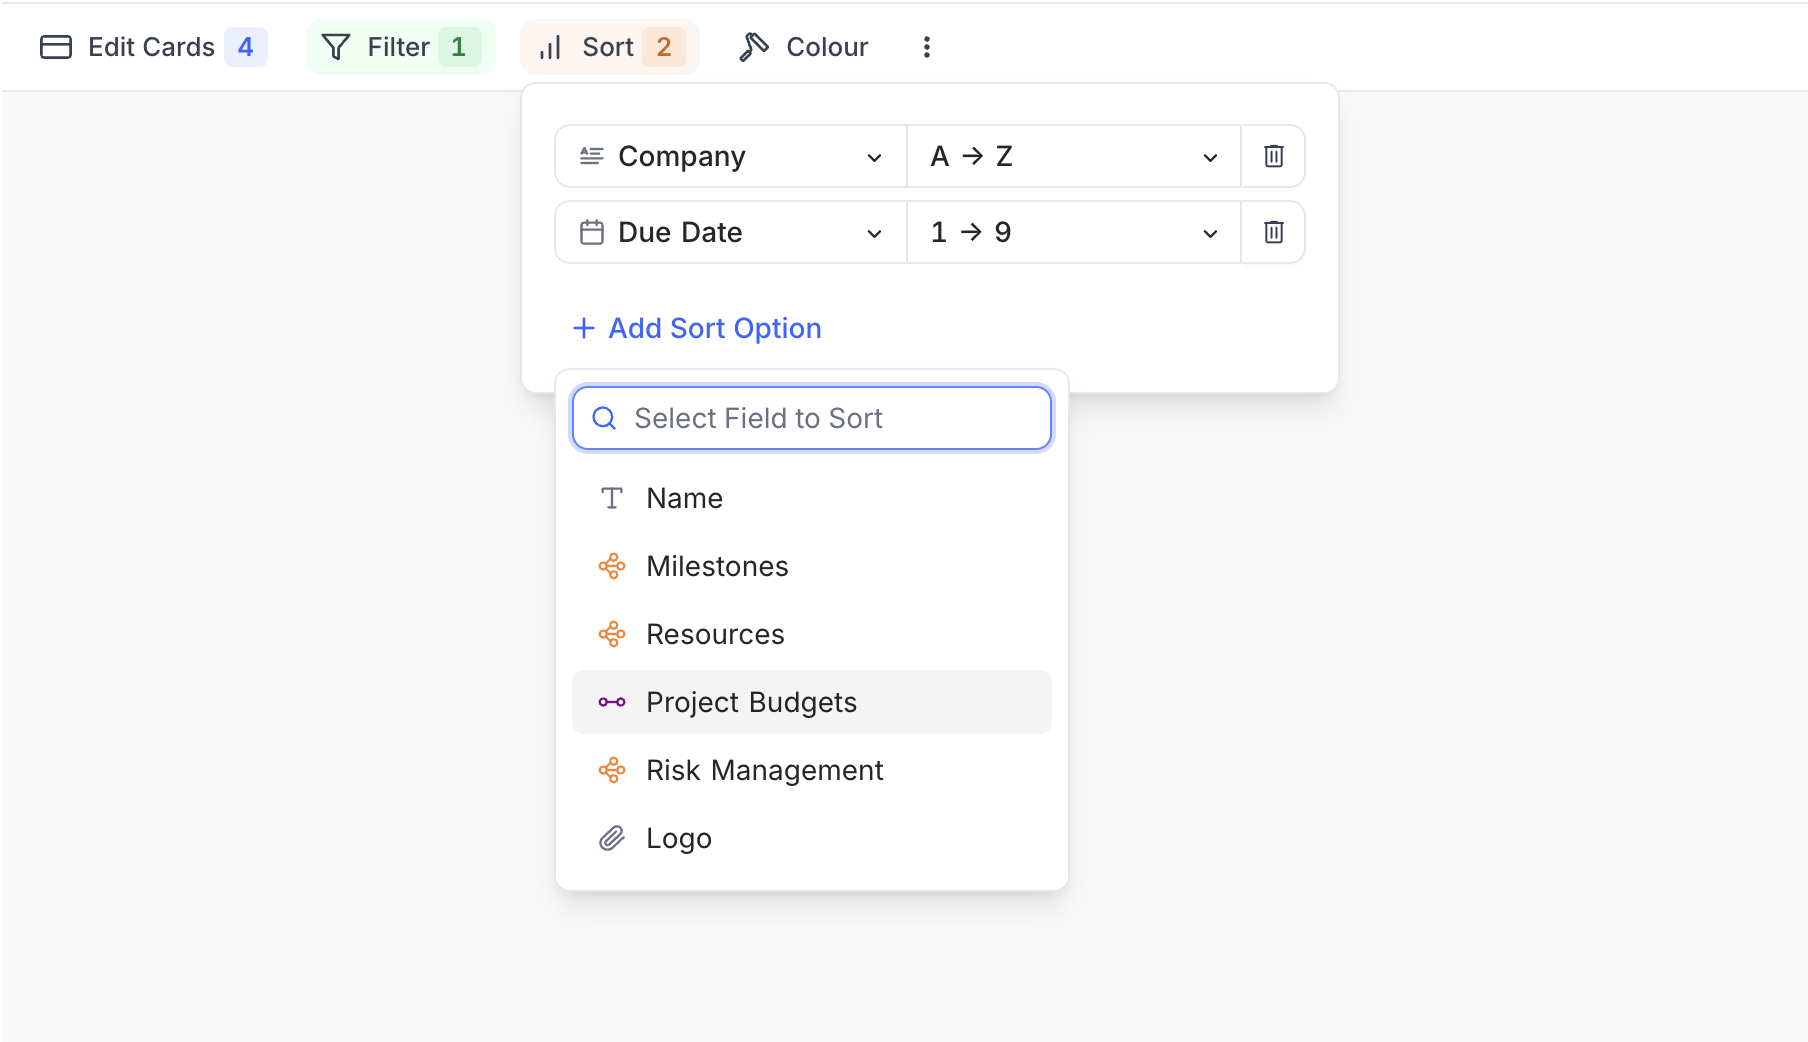 Edit Cards 4 Filter 1 Sort 2 Colour
Company A → Z
Due Date 1 → 9
+ Add Sort Option
Select Field to Sort
Name
Milestones
Resources
Project Budgets
Risk Management
Logo